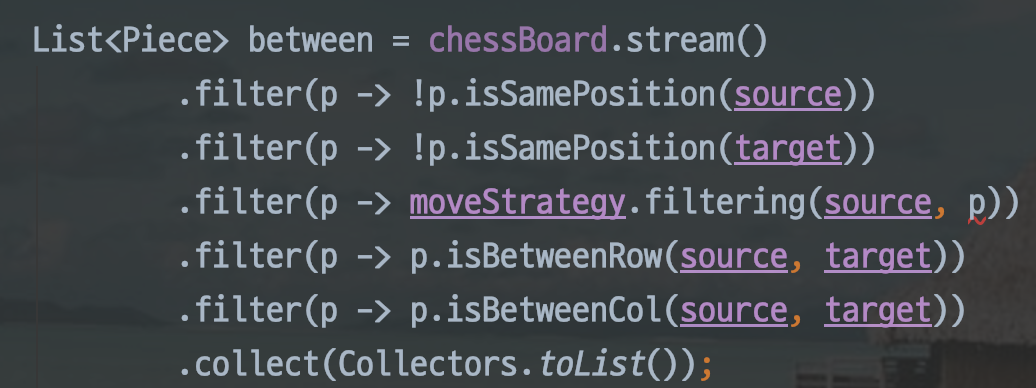 List<Piece> between = chessBoard.stream()
.filter(p -> !p.isSamePosition(source))
.filter(p -> !p.isSamePosition(target))
.filter(p -> moveStrategy.filtering(source, p))
.filter(p -> p.isBetweenRow(source, target))
.filter(p -> p.isBetweenCol(source, target))
.collect(Collectors.toList());